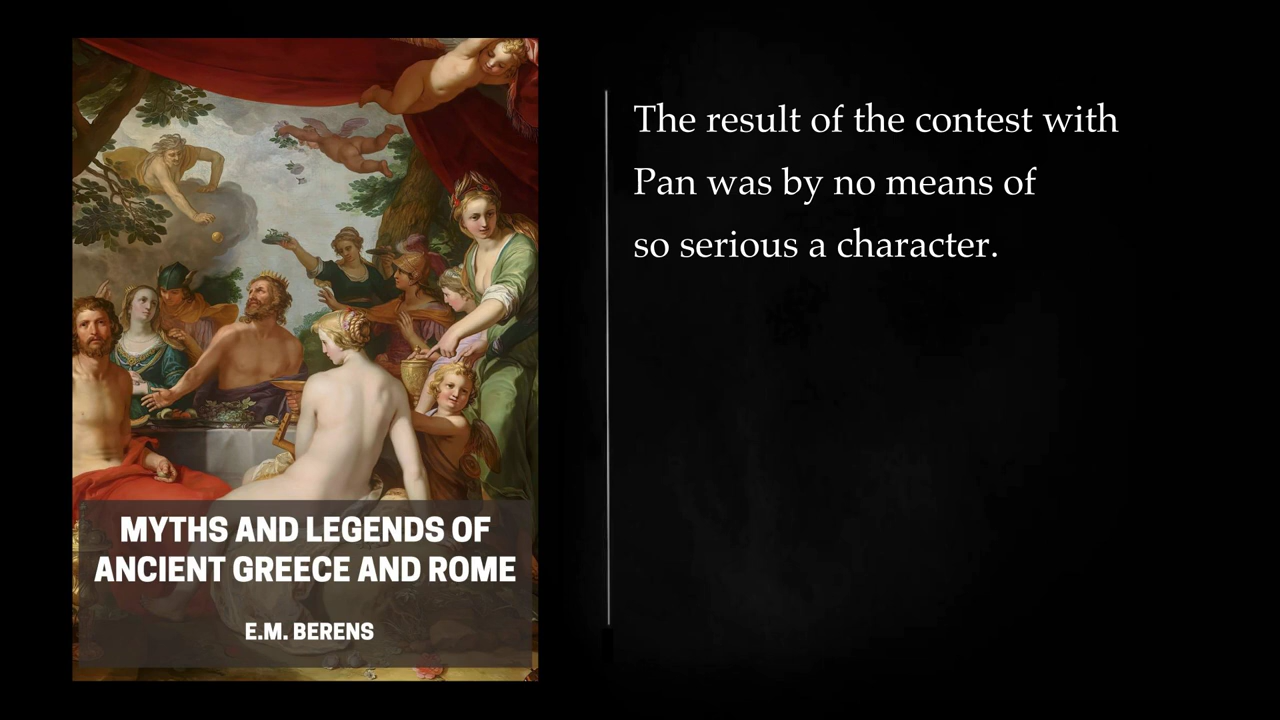 MYTHS AND LEGENDS OF
ANCIENT GREECE AND ROME
E.M. BERENS
The result of the contest with
Pan was by no means of
so serious a character.